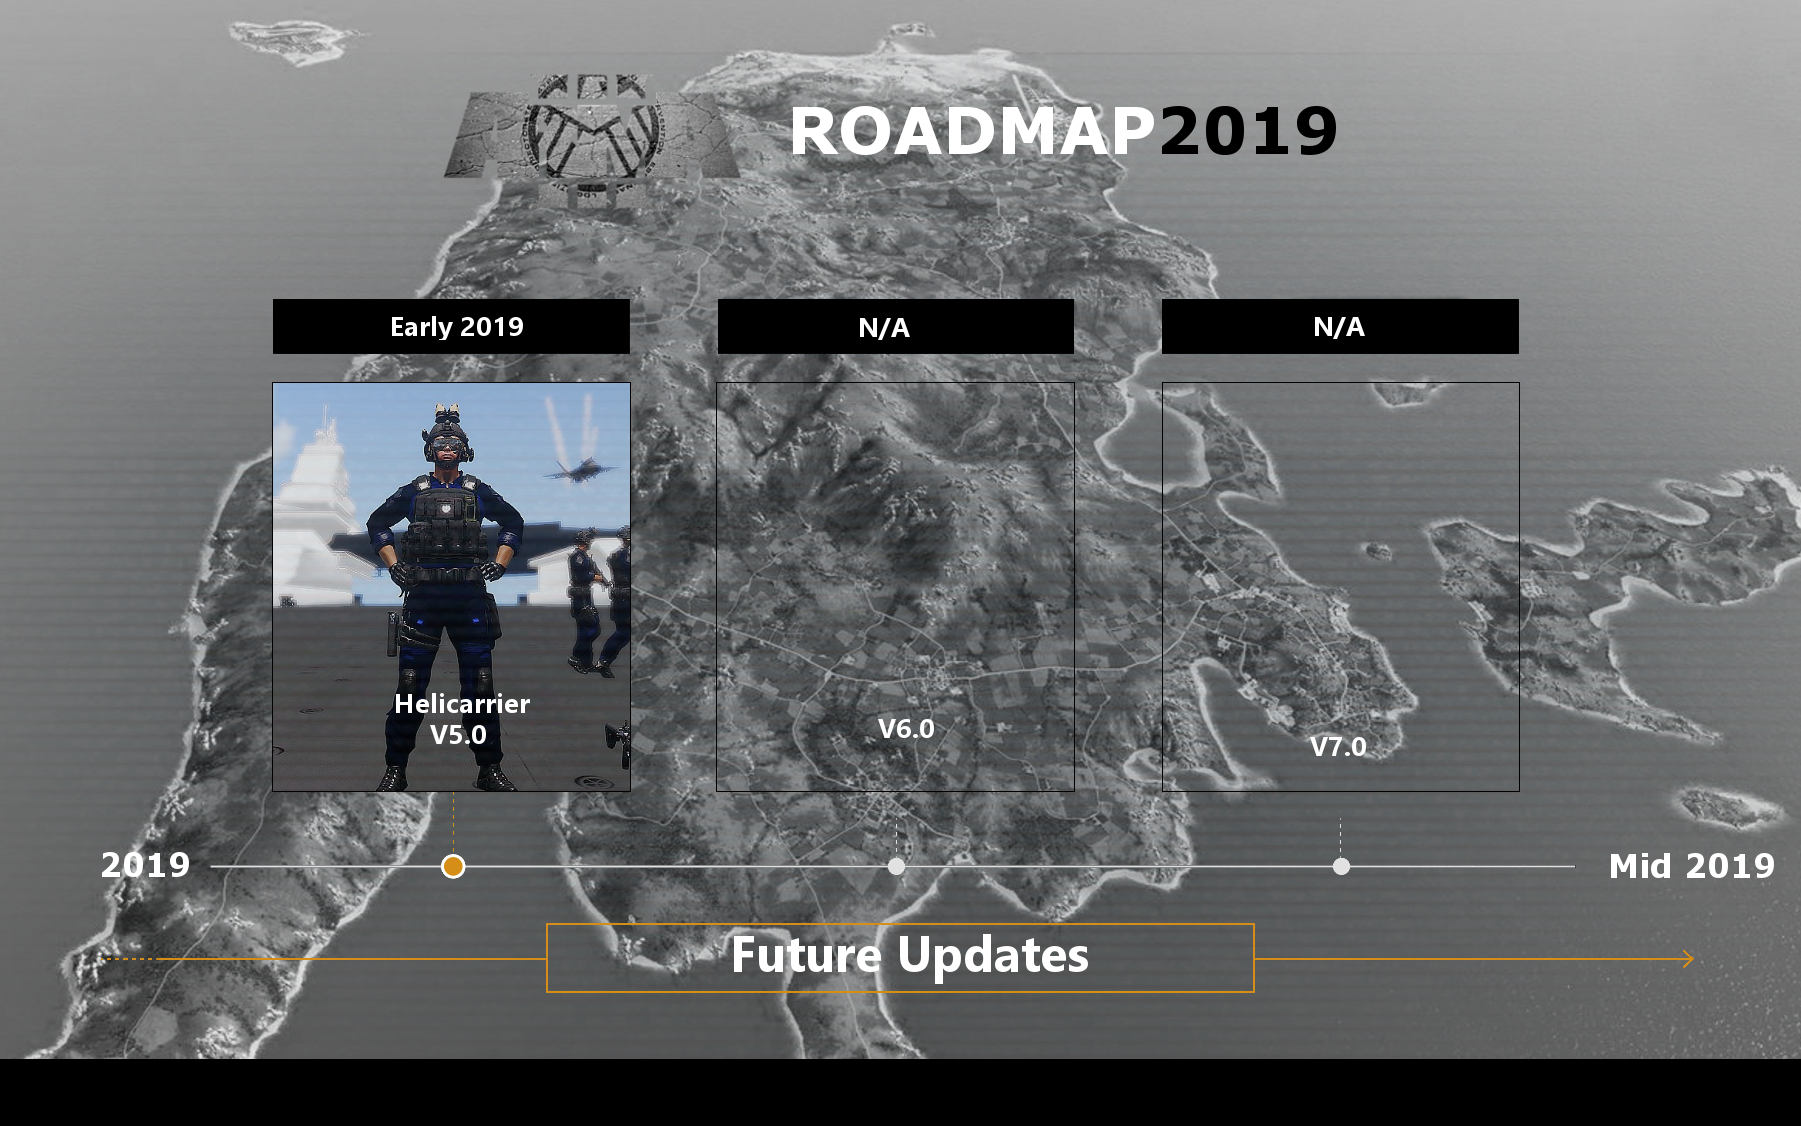 ROADMAP2019
Early 2019
N/A
N/A
Helicarrier
V5.0
V6.0
V7.0
2019
Mid 2019
Future Updates